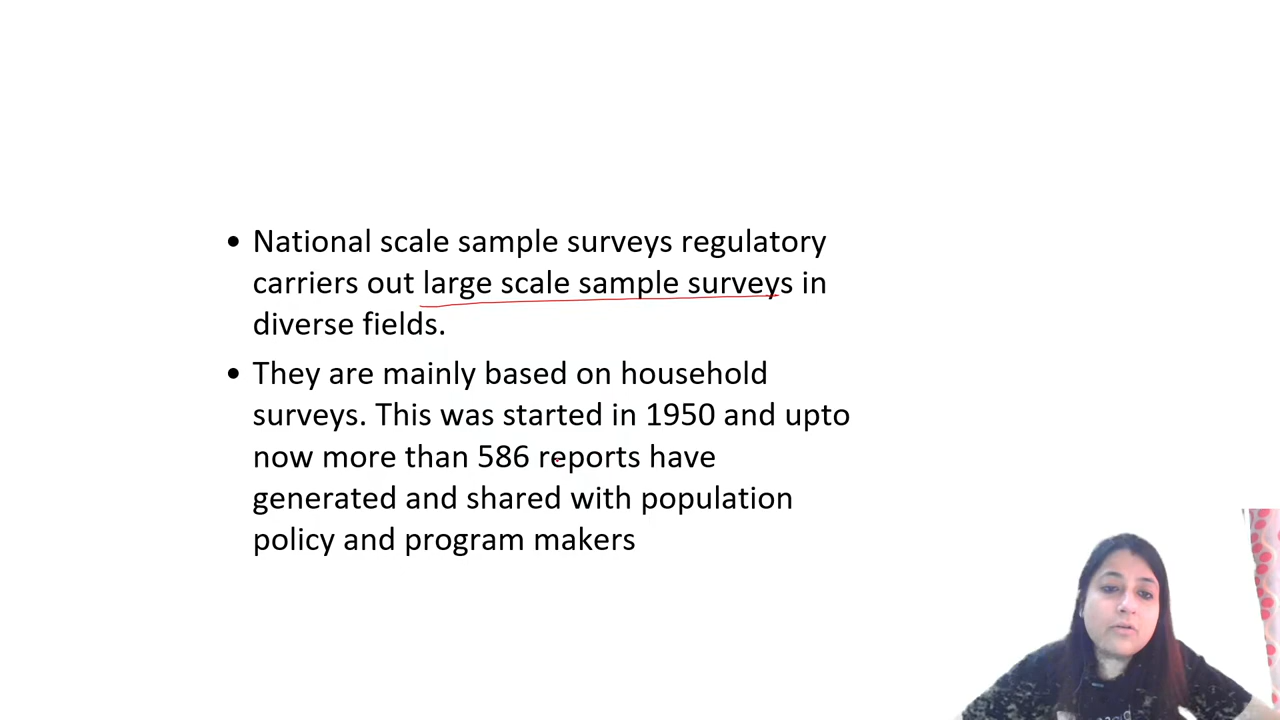 • National scale sample surveys regulatory
carriers out large scale sample surveys in
diverse fields.
• They are mainly based on household
surveys. This was started in 1950 and upto
now more than 586 reports have
generated and shared with population
policy and program makers